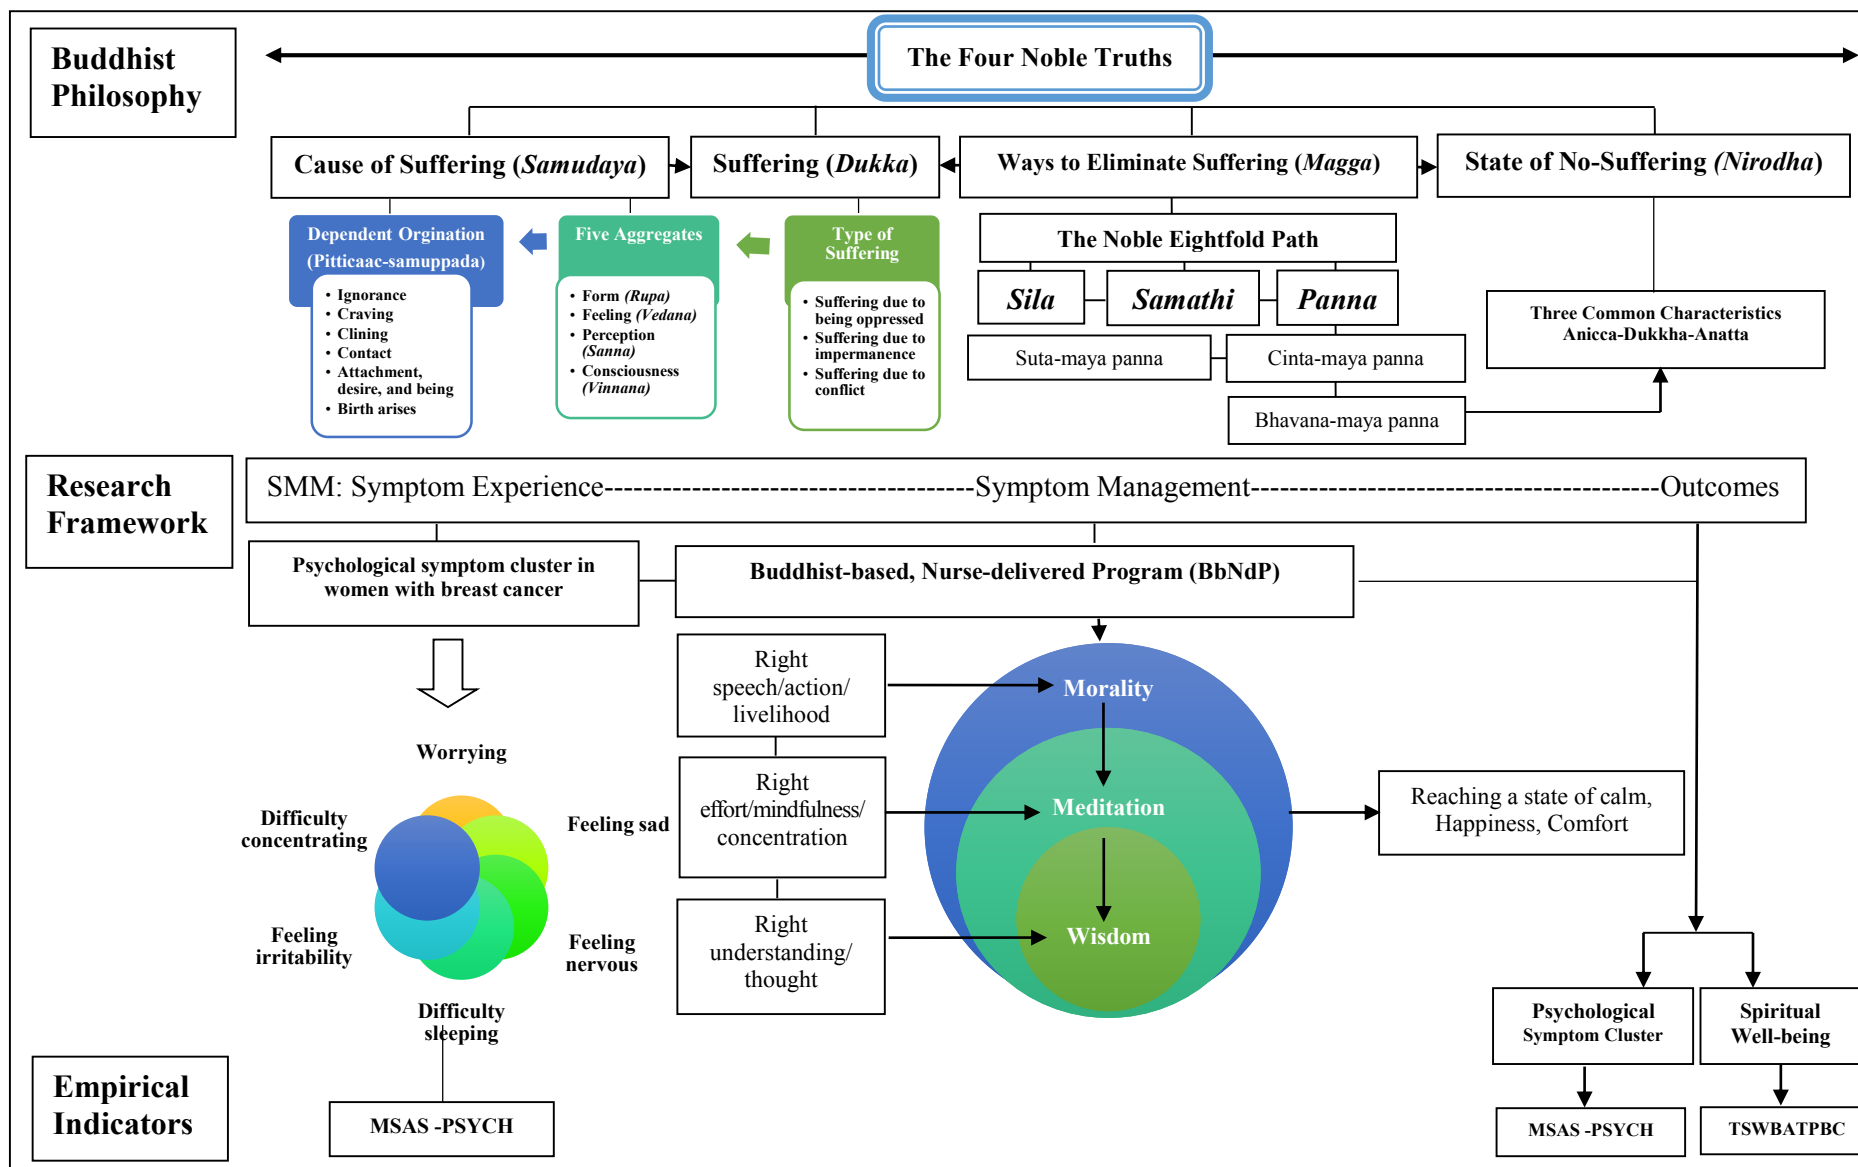 Buddhist
Philosophy
The Four Noble Truths
Cause of Suffering (Samudaya)
Suffering (Dukka)
Ways to Eliminate Suffering (Magga)
State of No-Suffering (Nirodha)
Dependent Orgination
(Pitticaac-samuppada)
• Ignorance
• Craving
• Clining
• Contact
• Attachment,
desire, and being
• Birth arises
Five Aggregates
• Form (Rupa)
• Feeling (Vedana)
• Perception
(Sanna)
• Consciousness
(Vinnana)
Type of
Suffering
• Suffering due to
being oppressed
• Suffering due to
impermanence
• Suffering due to
conflict
The Noble Eightfold Path
Sila
Samathi
Panna
Suta-maya panna
Cinta-maya panna
Bhavana-maya panna
Three Common Characteristics
Anicca-Dukkha-Anatta
Research
Framework
SMM: Symptom Experience-----------------------------Symptom Management--------------------------------Outcomes
Psychological symptom cluster in
women with breast cancer
Buddhist-based, Nurse-delivered Program (BbNdP)
Worrying
Difficulty
concentrating
Feeling sad
Feeling
irritability
Feeling
nervous
Difficulty
sleeping
Right
speech/action/
livelihood
Right
effort/mindfulness/
concentration
Right
understanding/
thought
Morality
Meditation
Wisdom
Reaching a state of calm,
Happiness, Comfort
Psychological
Symptom Cluster
Spiritual
Well-being
Empirical
Indicators
MSAS -PSYCH
MSAS -PSYCH
TSWBATPBC